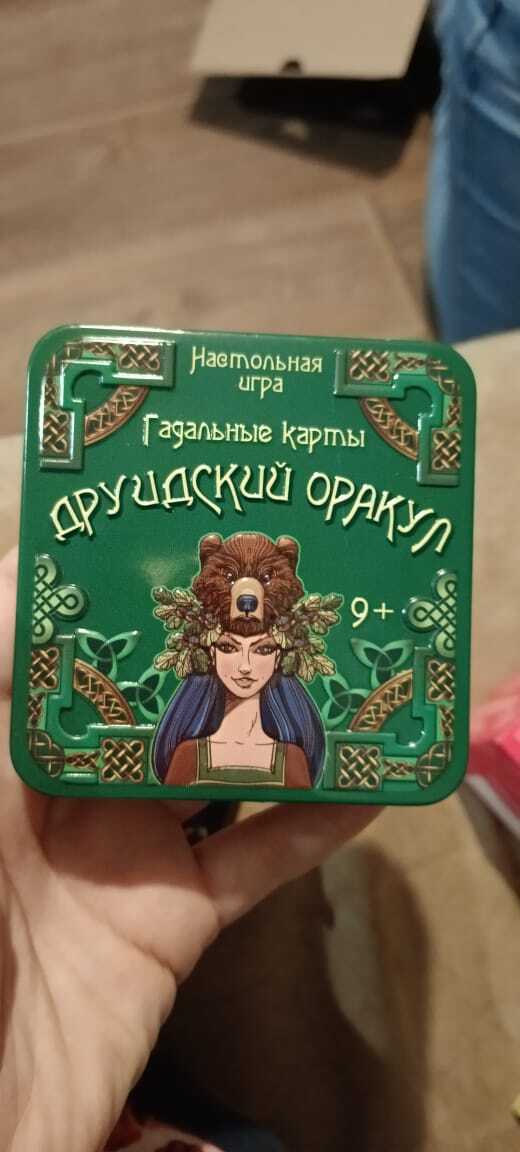 Настольная
игра
Гадальные карты
ДРУИДСКИЙ ОРАКУЛ
9+